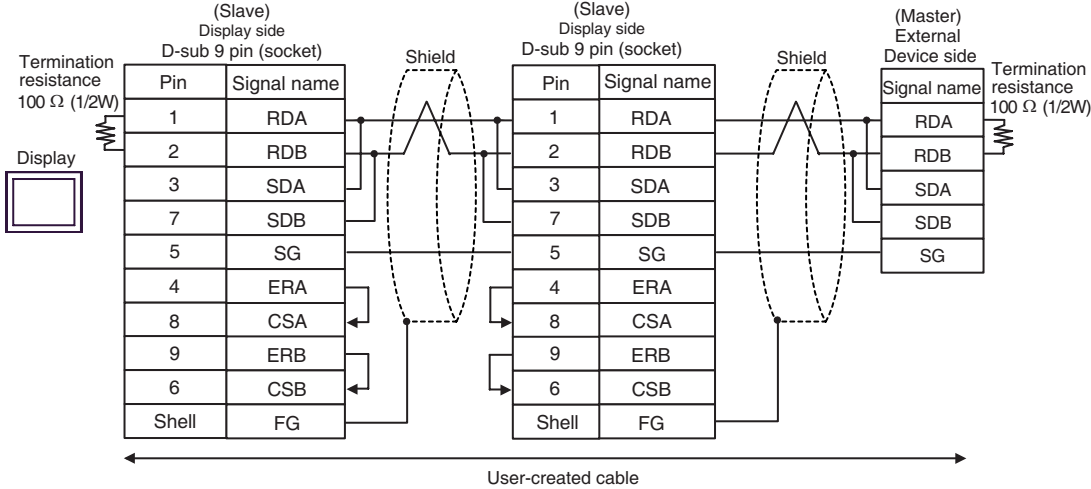 (Slave)
Display side
D-sub 9 pin (socket)
(Slave)
Display side
D-sub 9 pin (socket)
(Master)
External
Device side
Termination
resistance
100 Ω (1/2W)
Shield
Shield
Termination
resistance
100 Ω (1/2W)
Display
Pin Signal name
1 RDA
2 RDB
3 SDA
7 SDB
5 SG
4 ERA
8 CSA
9 ERB
6 CSB
Shell FG
Pin Signal name
1 RDA
2 RDB
3 SDA
7 SDB
5 SG
4 ERA
8 CSA
9 ERB
6 CSB
Shell FG
Signal name
RDA
RDB
SDA
SDB
SG
User-created cable